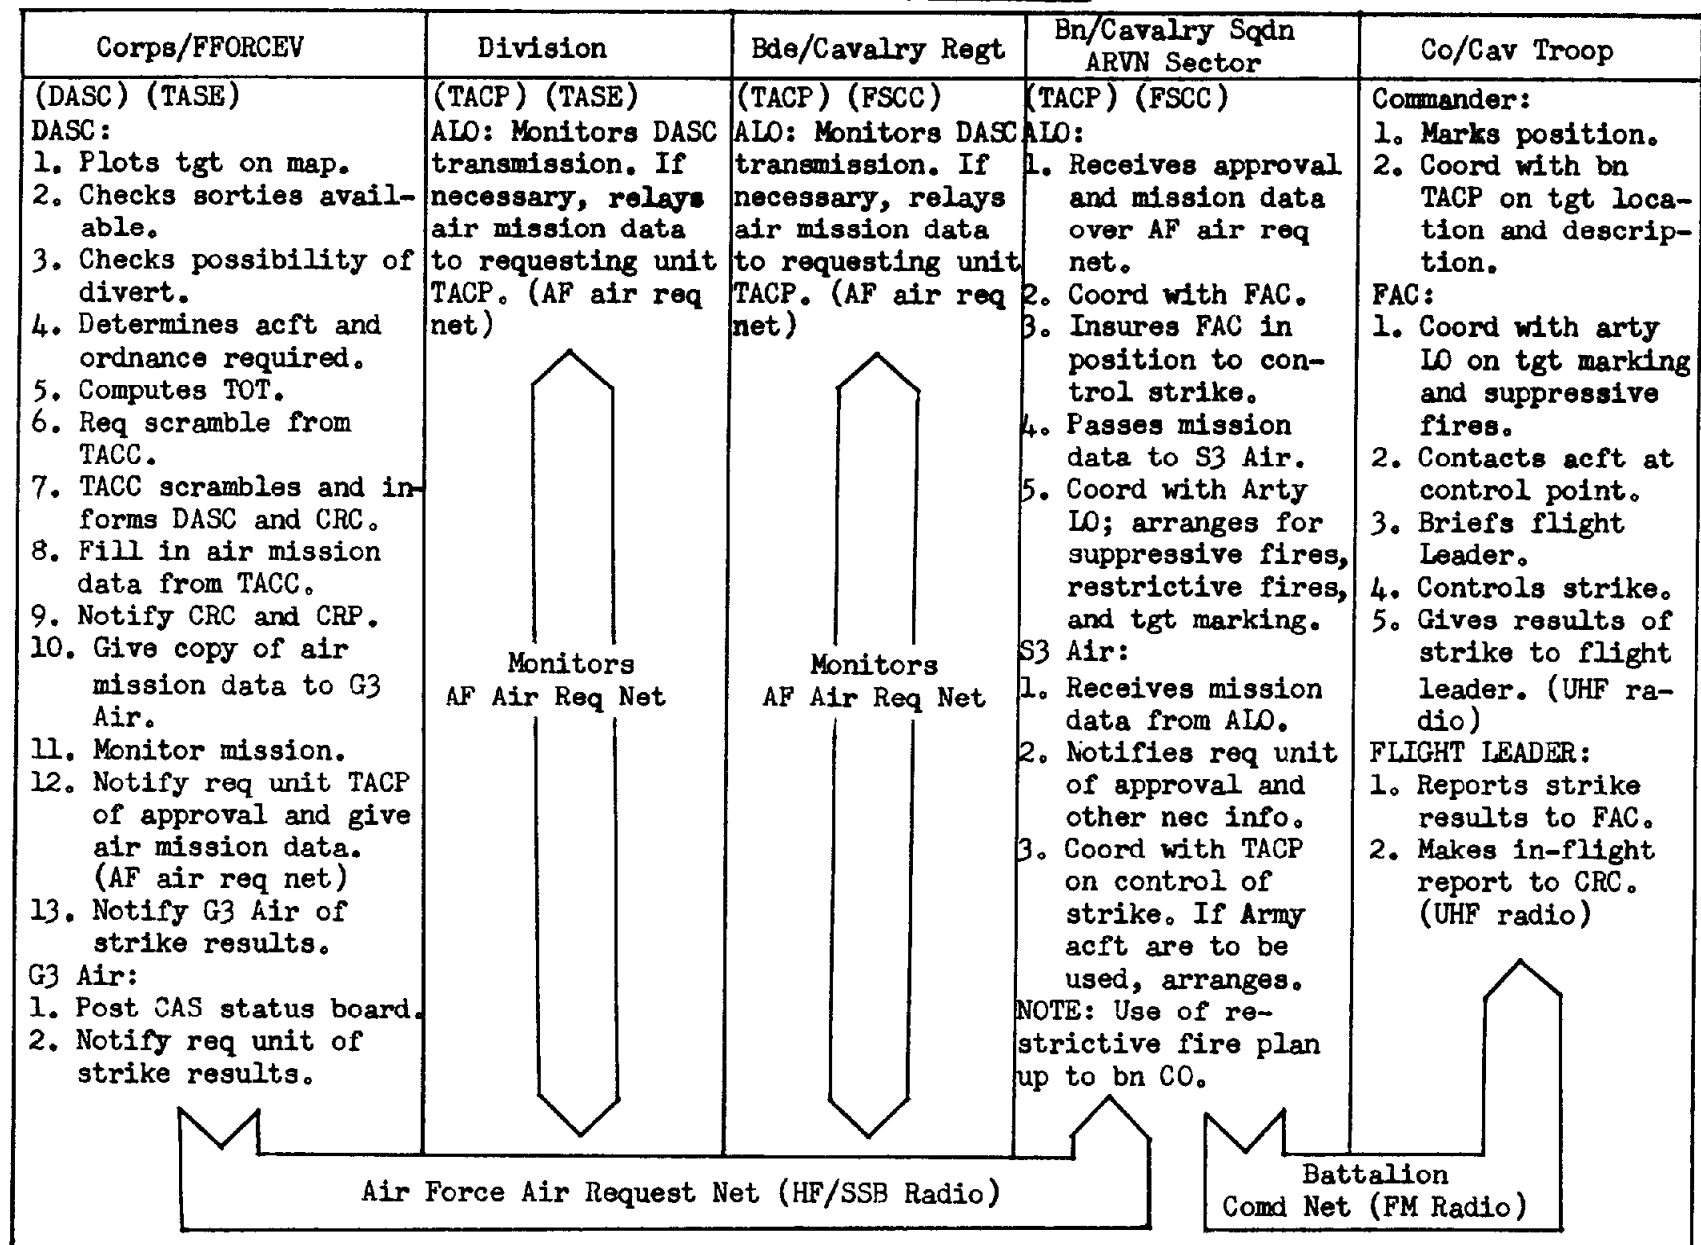 Corps/FFORCEV
(DASC) (TASE)
DASC:
1. Plots tgt on map.
2. Checks sorties avail-
able.
3. Checks possibility of
divert.
4. Determines acft and
ordnance required.
5. Computes TOT.
6. Req scramble from
TACC.
7. TACC scrambles and in-
forms DASC and CRC.
8. Fill in air mission
data from TACC.
9. Notify CRC and CRP.
10. Give copy of air
mission data to G3
Air.
11. Monitor mission.
12. Notify req unit TACP
of approval and give
air mission data.
(AF air req net)
13. Notify G3 Air of
strike results.
G3 Air:
1. Post CAS status board.
2. Notify req unit of
strike results.
Division
(TACP) (TASE)
ALO: Monitors DASC
transmission. If
necessary, relays
air mission data
to requesting unit
TACP. (AF air req
net)
Monitors
AF Air Req Net
Bde/Cavalry Regt
(TACP) (FSCC)
ALO: Monitors DASC
transmission. If
necessary, relays
air mission data
to requesting unit
TACP. (AF air req
net)
Monitors
AF Air Req Net
Bn/Cavalry Sqdn
ARVN Sector
(TACP) (FSCC)
ALO:
1. Receives approval
and mission data
over AF air req
net.
2. Coord with FAC.
3. Insures FAC in
position to con-
trol strike.
4. Passes mission
data to S3 Air.
5. Coord with Arty
LO; arranges for
suppressive fires,
restrictive fires,
and tgt marking.
S3 Air:
1. Receives mission
data from ALO.
2. Notifies req unit
of approval and
other nec info.
3. Coord with TACP
on control of
strike. If Army
acft are to be
used, arranges.
NOTE: Use of re-
strictive fire plan
up to bn CO.
Co/Cav Troop
Commander:
1. Marks position.
2. Coord with bn
TACP on tgt loca-
tion and descrip-
tion.
FAC:
1. Coord with arty
LO on tgt marking
and suppressive
fires.
2. Contacts acft at
control point.
3. Briefs flight
Leader.
4. Controls strike.
5. Gives results of
strike to flight
leader. (UHF ra-
dio)
FLIGHT LEADER:
1. Reports strike
results to FAC.
2. Makes in-flight
report to CRC.
(UHF radio)
Air Force Air Request Net (HF/SSB Radio)
Battalion
Comd Net (FM Radio)